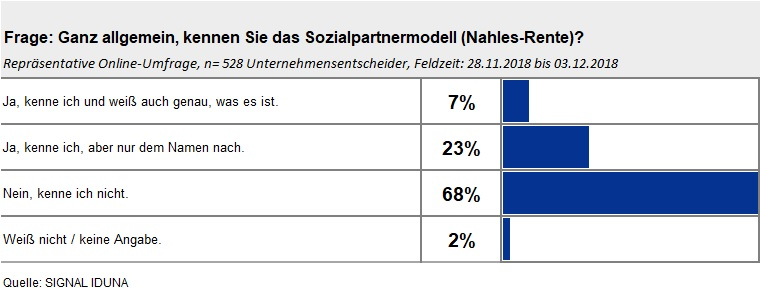 Frage: Ganz allgemein, kennen Sie das Sozialpartnermodell (Nahles-Rente)?
Repräsentative Online-Umfrage, n= 528 Unternehmensentscheider, Feldzeit: 28.11.2018 bis 03.12.2018
Ja, kenne ich und weiß auch genau, was es ist. 7%
Ja, kenne ich, aber nur dem Namen nach. 23%
Nein, kenne ich nicht. 68%
Weiß nicht / keine Angabe. 2%
Quelle: SIGNAL IDUNA